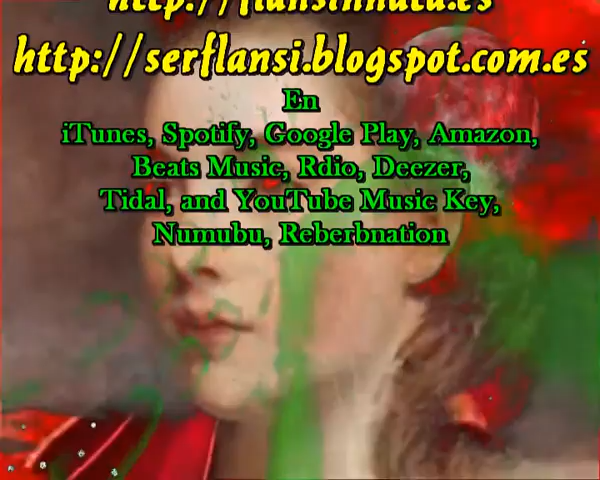 http://serflansi.blogspot.com.es
En
iTunes, Spotify, Google Play, Amazon,
Beats Music, Rdio, Deezer,
Tidal, and YouTube Music Key,
Numubu, Reberbnation